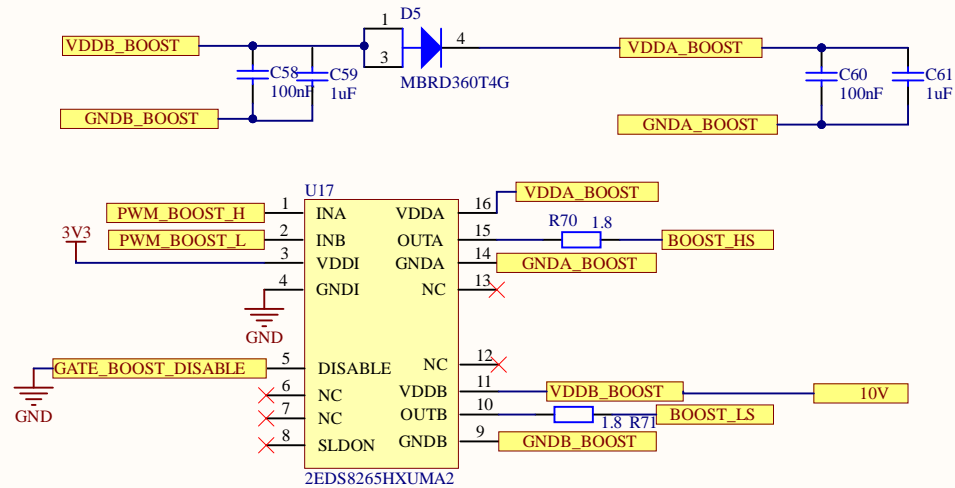 D5
1
VDDB_BOOST
4
VDDA_BOOST
3
C58
C59
C60
C61
MBRD360T4G
100nF
1uF
100nF
1uF
GNDB_BOOST
GNDA_BOOST
U17
VDDA_BOOST
PWM_BOOST_H
1
INA
VDDA
16
R70
1.8
3V3
PWM_BOOST_L
2
INB
OUTA
15
BOOST_HS
3
VDDI
GNDA
14
GNDA_BOOST
4
GNDI
NC
13
GND
GATE_BOOST_DISABLE
5
DISABLE
NC
12
GND
6
NC
VDDB
11
VDDB_BOOST
10V
7
NC
OUTB
10
BOOST_LS
1.8
R71
8
SLDON
GNDB
9
GNDB_BOOST
2EDS8265HXUMA2